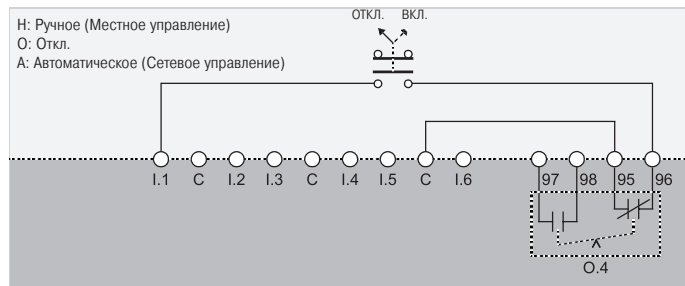 ОТКЛ. ВКЛ.
Н: Ручное (Местное управление)
О: Откл.
А: Автоматическое (Сетевое управление)
I.1 C I.2 I.3 C I.4 I.5 C I.6 97 98 95 96
O.4